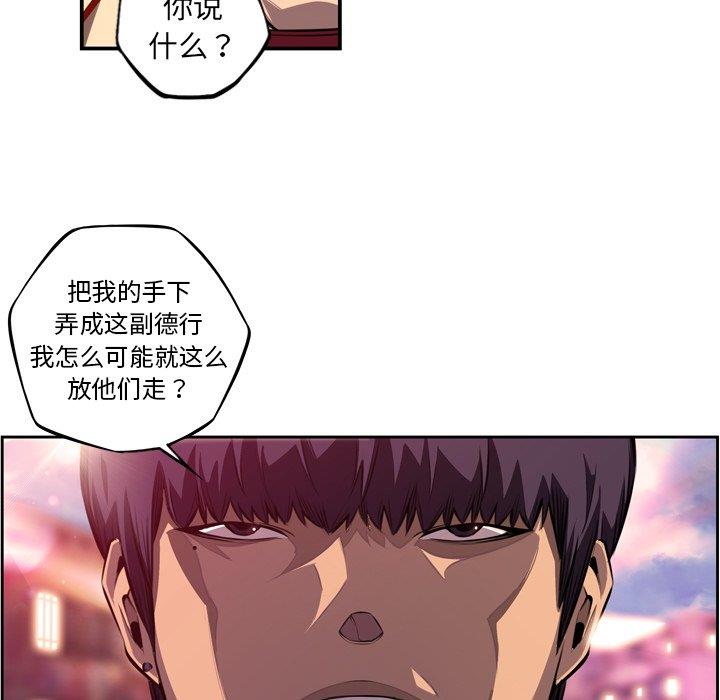 你说
什么？
把我的手下
弄成这副德行
我怎么可能就这么
放他们走？